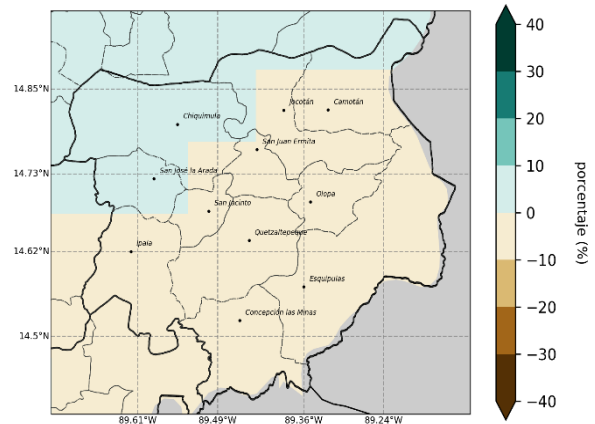 14.85°N
14.73°N
14.62°N
14.5°N
Jocotán
Camotán
Chiquimula
San Juan Ermita
San José la Arada
San Jacinto
Olopa
Quetzaltepeque
Ipala
Esquipulas
Concepción las Minas
89.61°W
89.49°W
89.36°W
89.24°W
40
30
20
10
0
−10
−20
−30
−40
porcentaje (%)